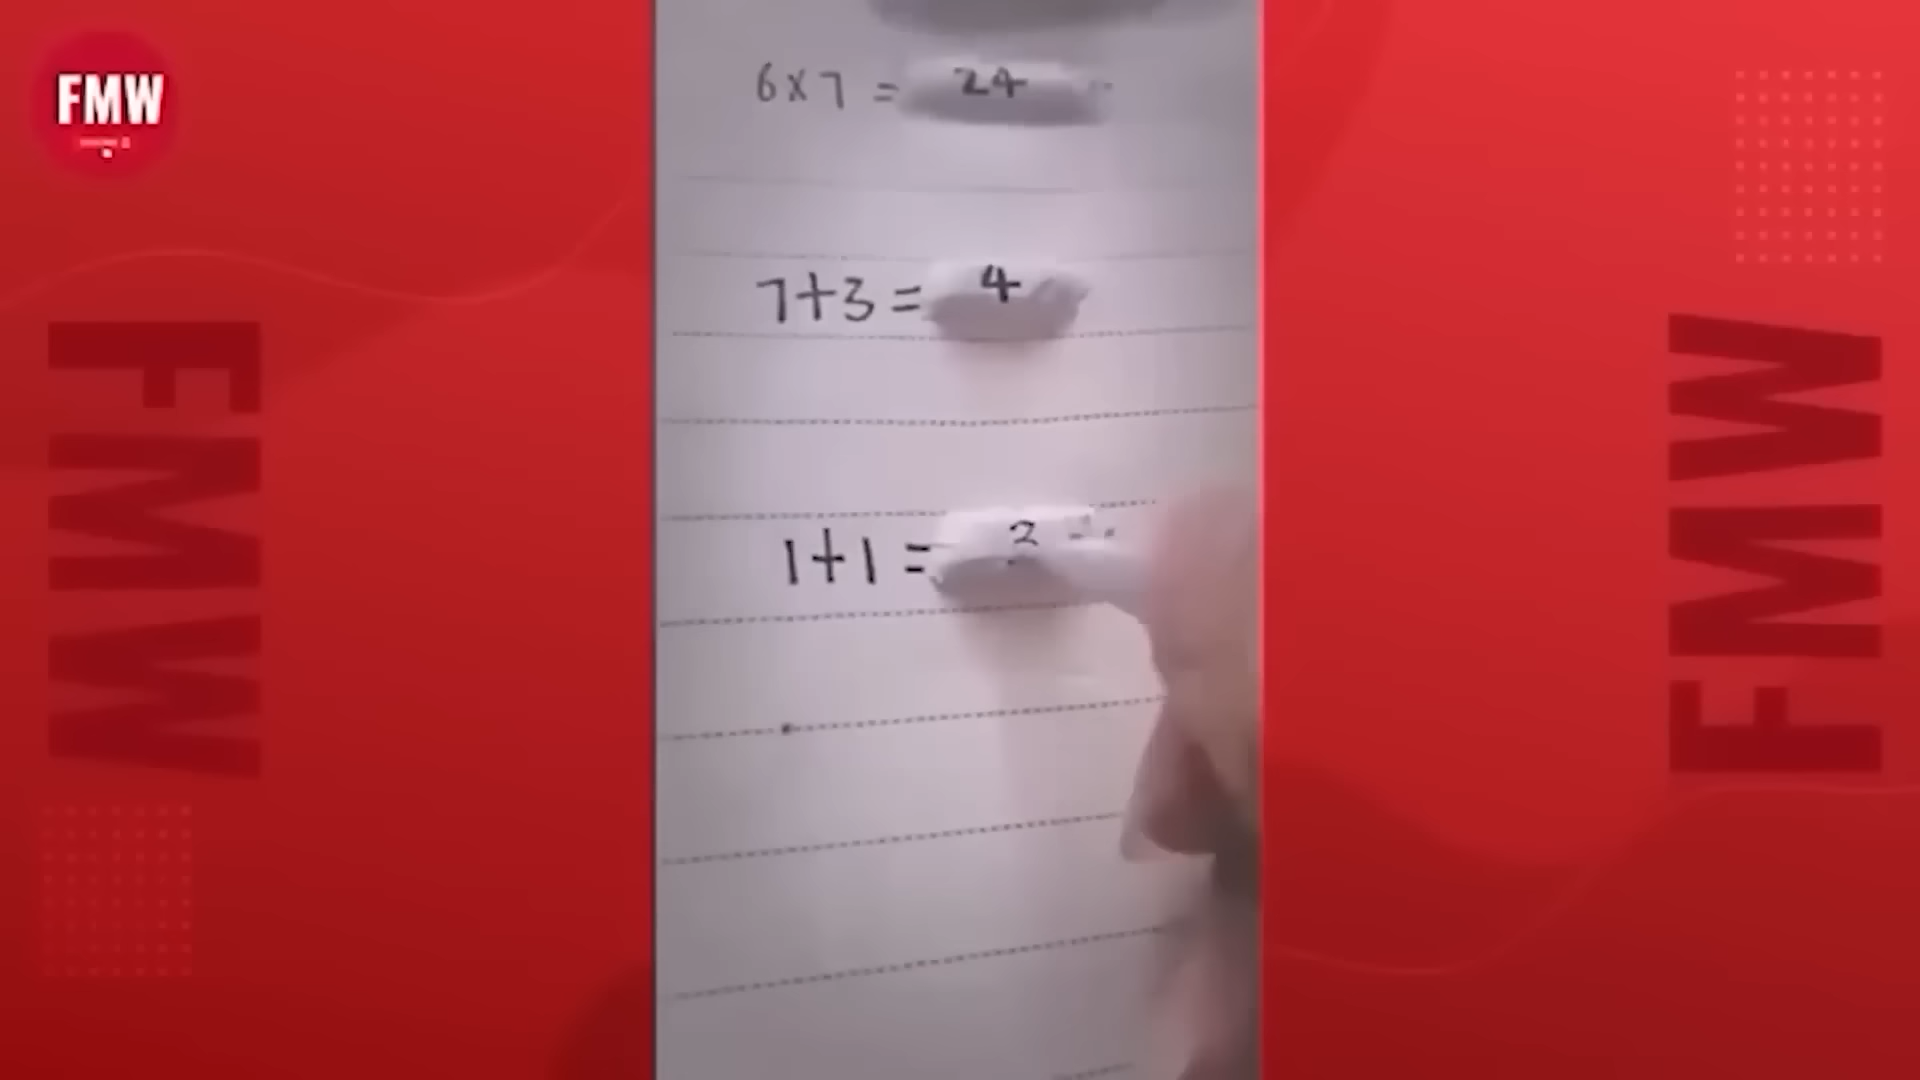 FMW
6x7 = 24
7+3 = 4
1+1 = 2
FMW
FMW